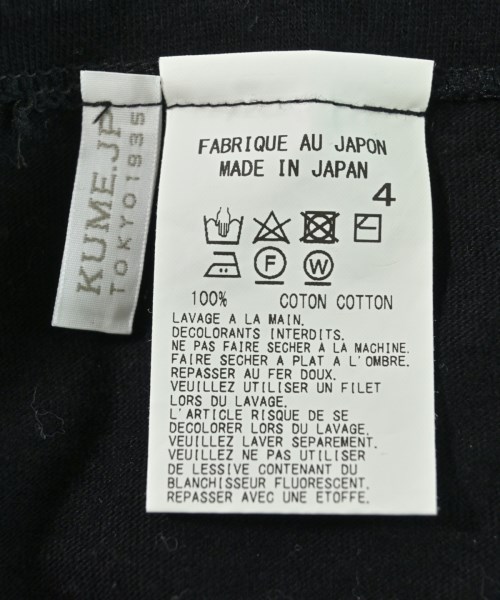 KUME.JP
TOKYO1935
FABRIQUE AU JAPON
MADE IN JAPAN
4
F
W
100% COTON COTTON
LAVAGE A LA MAIN.
DECOLORANTS INTERDITS.
NE PAS FAIRE SECHER A LA MACHINE.
FAIRE SECHER A PLAT A L'OMBRE.
REPASSER AU FER DOUX.
VEUILLEZ UTILISER UN FILET
LORS DU LAVAGE.
L'ARTICLE RISQUE DE SE
DECOLORER LORS DU LAVAGE,
VEUILLEZ LAVER SEPAREMENT.
VEUILLEZ NE PAS UTILISER
DE LESSIVE CONTENANT DU
BLANCHISSEUR FLUORESCENT.
REPASSER AVEC UNE ETOFFE.